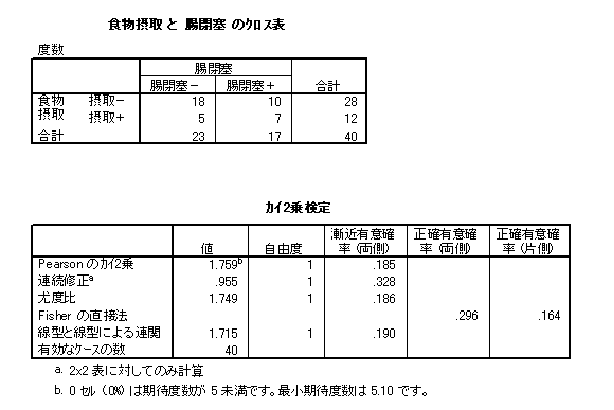 食物摂取 と 腸閉塞 のｸﾛｽ表
度数
腸閉塞
腸閉塞－ 腸閉塞＋ 合計
食物 摂取－ 18 10 28
摂取 摂取＋ 5 7 12
合計 23 17 40
ｶｲ2乗検定
値 自由度 漸近有意確率 (両側) 正確有意確率 (両側) 正確有意確率 (片側)
Pearson のｶｲ2乗 1.759b 1 .185
連続修正a .955 1 .328
尤度比 1.749 1 .186
Fisher の直接法 .296 .164
線型と線型による連関 1.715 1 .190
有効なｹｰｽの数 40
a. 2x2 表に対してのみ計算
b. 0 ｾﾙ (0%) は期待度数が 5 未満です。最小期待度数は 5.10 です。